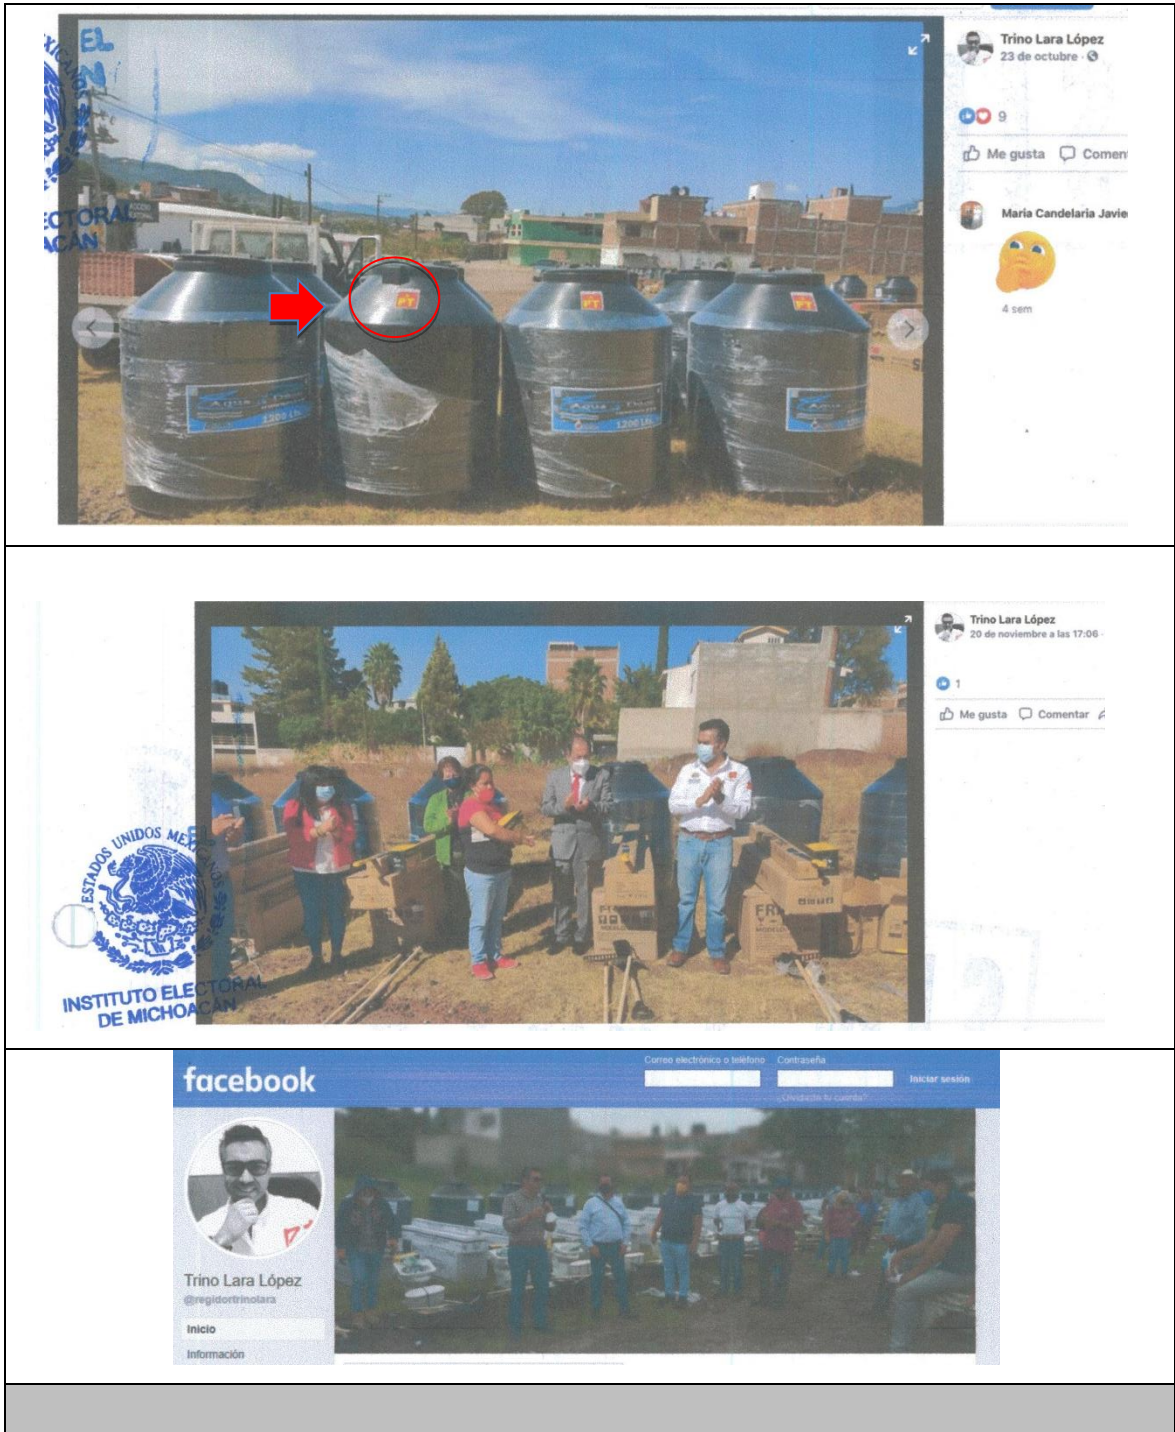 EL
Trino Lara López
23 de octubre
9
Me gusta Comen
Maria Candelaria Javie
4 sem
PT
PT
PT
1200 Lts.
1200 Lts.
ECTORAL
ACÁN
Trino Lara López
20 de noviembre a las 17:06
1
Me gusta Comentar
ESTADOS UNIDOS MEXICANOS
INSTITUTO ELECTORAL
DE MICHOACÁN
facebook
Correo electrónico o teléfono Contraseña
Iniciar sesión
¿Olvidaste tu cuenta?
Trino Lara López
@regidortrinolara
Inicio
Información